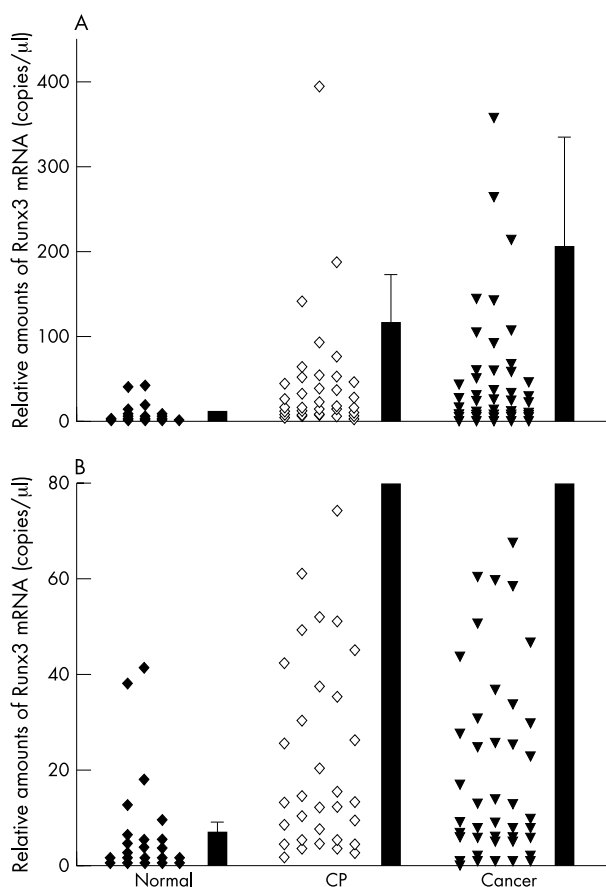 A
Relative amounts of Runx3 mRNA (copies/μl)
400
300
200
100
0
B
Relative amounts of Runx3 mRNA (copies/μl)
80
60
40
20
0
Normal
CP
Cancer